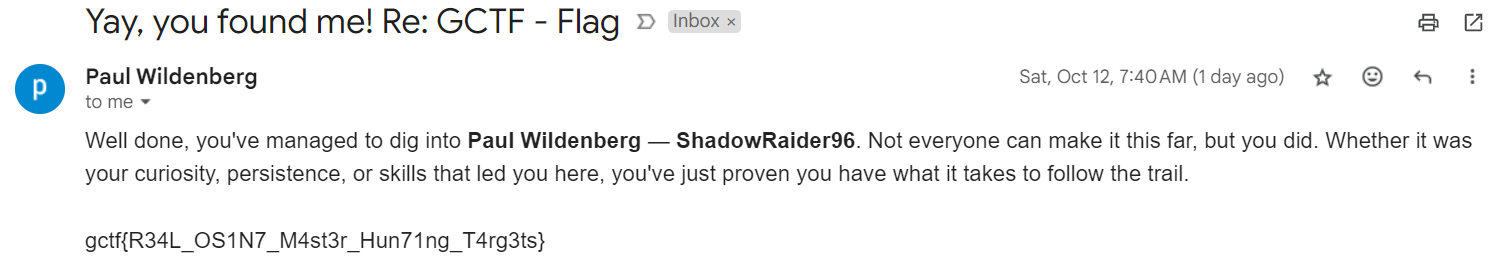 Yay, you found me! Re: GCTF - Flag Inbox ×
p
Paul Wildenberg Sat, Oct 12, 7:40 AM (1 day ago)
to me
Well done, you've managed to dig into Paul Wildenberg — ShadowRaider96. Not everyone can make it this far, but you did. Whether it was
your curiosity, persistence, or skills that led you here, you've just proven you have what it takes to follow the trail.
gctf{R34L_OS1N7_M4st3r_Hun71ng_T4rg3ts}